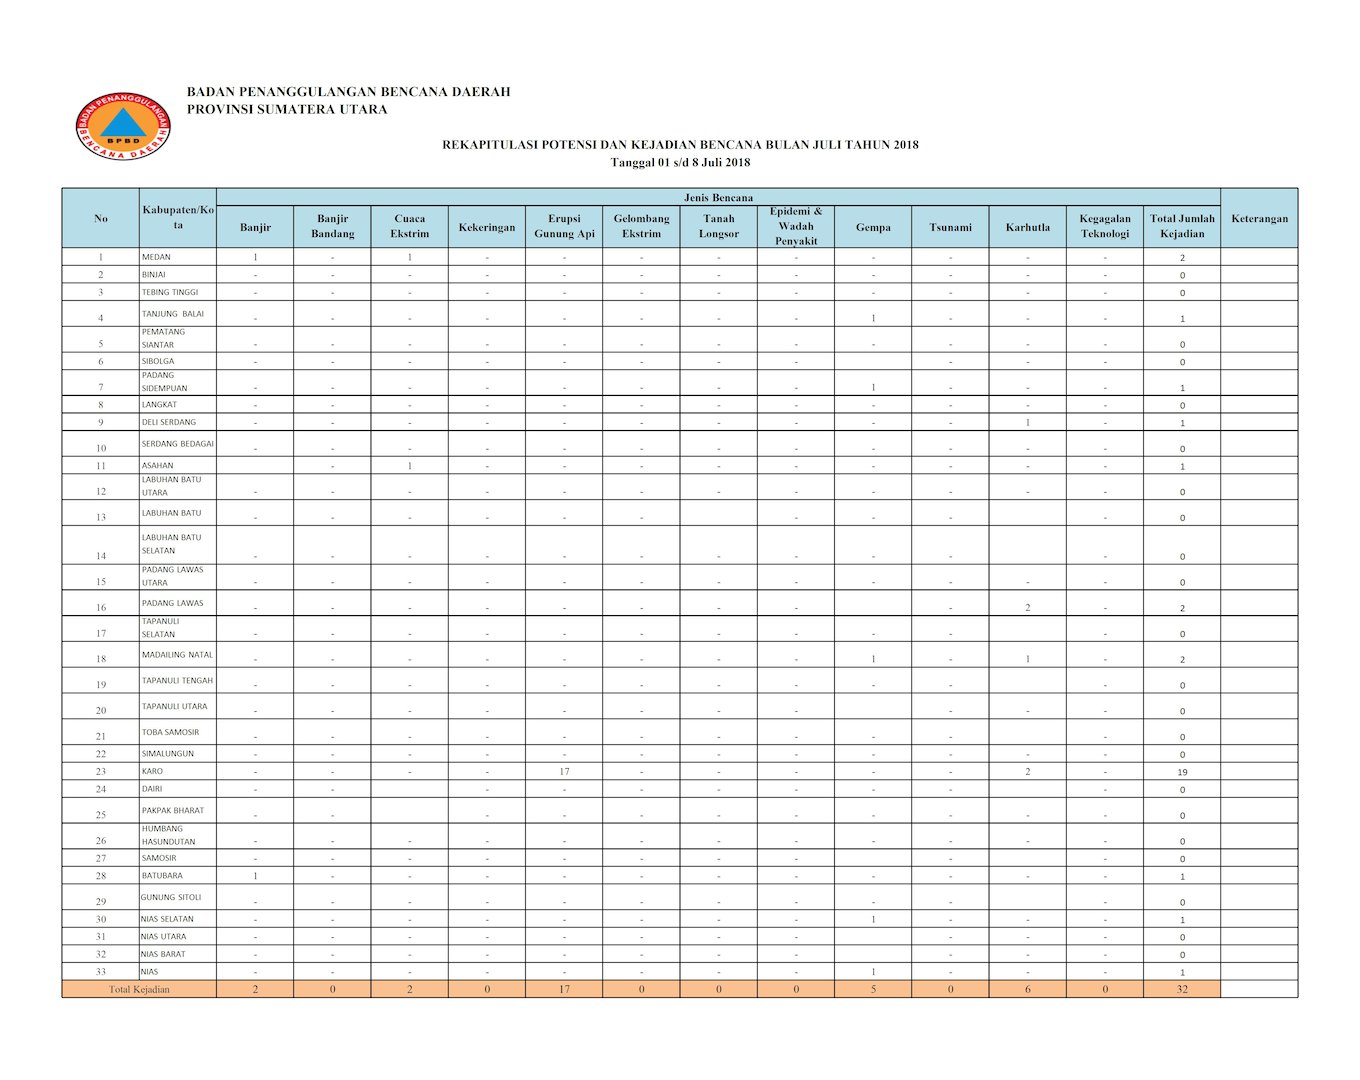 BADAN PENANGGULANGAN BENCANA DAERAH
PROVINSI SUMATERA UTARA
BADAN PENANGGULANGAN
BPBD
BENCANA DAERAH
REKAPITULASI POTENSI DAN KEJADIAN BENCANA BULAN JULI TAHUN 2018
Tanggal 01 s/d 8 Juli 2018
No
Kabupaten/Ko
ta
Jenis Bencana
Banjir
Banjir
Bandang
Cuaca
Ekstrim
Kekeringan
Erupsi
Gunung Api
Gelombang
Ekstrim
Tanah
Longsor
Epidemi &
Wadah
Penyakit
Gempa
Tsunami
Karhutla
Kegagalan
Teknologi
Total Jumlah
Kejadian
Keterangan
1 MEDAN 1 - 1 - - - - - - - - - 2
2 BINJAI - - - - - - - - - - - - 0
3 TEBING TINGGI - - - - - - - - - - - - 0
4 TANJUNG BALAI - - - - - - - - 1 - - - 1
PEMATANG
5 SIANTAR - - - - - - - - - - - - 0
6 SIBOLGA - - - - - - - - - - - - 0
PADANG
7 SIDEMPUAN - - - - - - - - 1 - - - 1
8 LANGKAT - - - - - - - - - - - - 0
9 DELI SERDANG - - - - - - - - - - 1 - 1
10 SERDANG BEDAGAI - - - - - - - - - - - - 0
11 ASAHAN - 1 - - - - - - - - - 1
LABUHAN BATU
12 UTARA - - - - - - - - - - - - 0
13 LABUHAN BATU - - - - - - - - - - 0
LABUHAN BATU
SELATAN
14 - - - - - - - - - - - 0
PADANG LAWAS
15 UTARA - - - - - - - - - - - - 0
16 PADANG LAWAS - - - - - - - - - 2 - 2
TAPANULI
17 SELATAN - - - - - - - - - - - 0
18 MADAILING NATAL - - - - - - - - 1 - 1 - 2
19 TAPANULI TENGAH - - - - - - - - - - - 0
20 TAPANULI UTARA - - - - - - - - - - - 0
21 TOBA SAMOSIR - - - - - - - - - - - 0
22 SIMALUNGUN - - - - - - - - - - - - 0
23 KARO - - - - 17 - - - - - 2 - 19
24 DAIRI - - - - - - - - - - - 0
25 PAKPAK BHARAT - - - - - - - - - - - 0
HUMBANG
26 HASUNDUTAN - - - - - - - - - - - - 0
27 SAMOSIR - - - - - - - - - - 0
28 BATUBARA 1 - - - - - - - - - - - 1
29 GUNUNG SITOLI - - - - - - - - - - - 0
30 NIAS SELATAN - - - - - - - - 1 - - - 1
31 NIAS UTARA - - - - - - - - - - - 0
32 NIAS BARAT - - - - - - - - - - - 0
33 NIAS - - - - - - - - 1 - - - 1
Total Kejadian 2 0 2 0 17 0 0 0 5 0 6 0 32